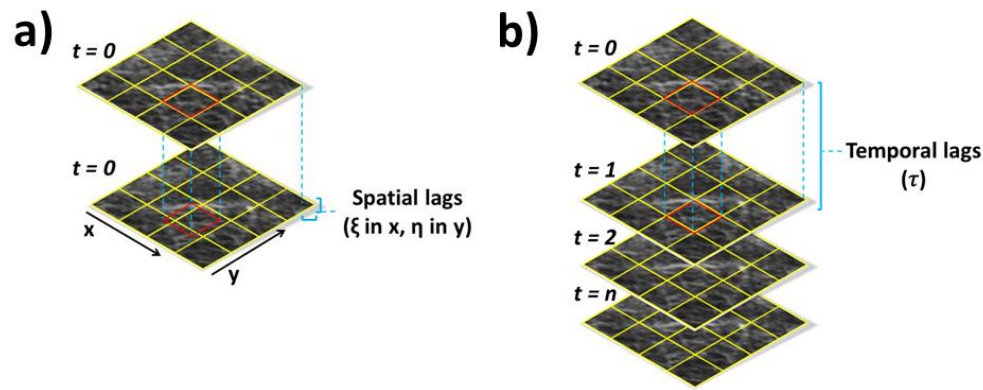 a)
t = 0
t = 0
x
y
Spatial lags
(ξ in x, η in y)
b)
t = 0
t = 1
t = 2
t = n
Temporal lags
(τ)